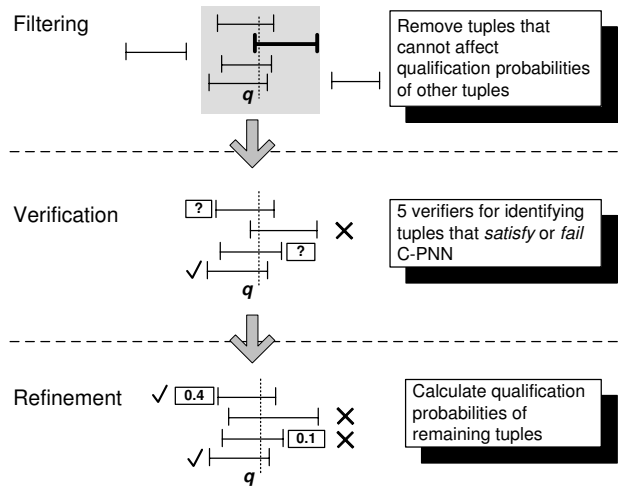 Filtering
q
Remove tuples that
cannot affect
qualification probabilities
of other tuples
Verification
?
?
q
5 verifiers for identifying
tuples that satisfy or fail
C-PNN
Refinement
0.4
0.1
q
Calculate qualification
probabilities of
remaining tuples